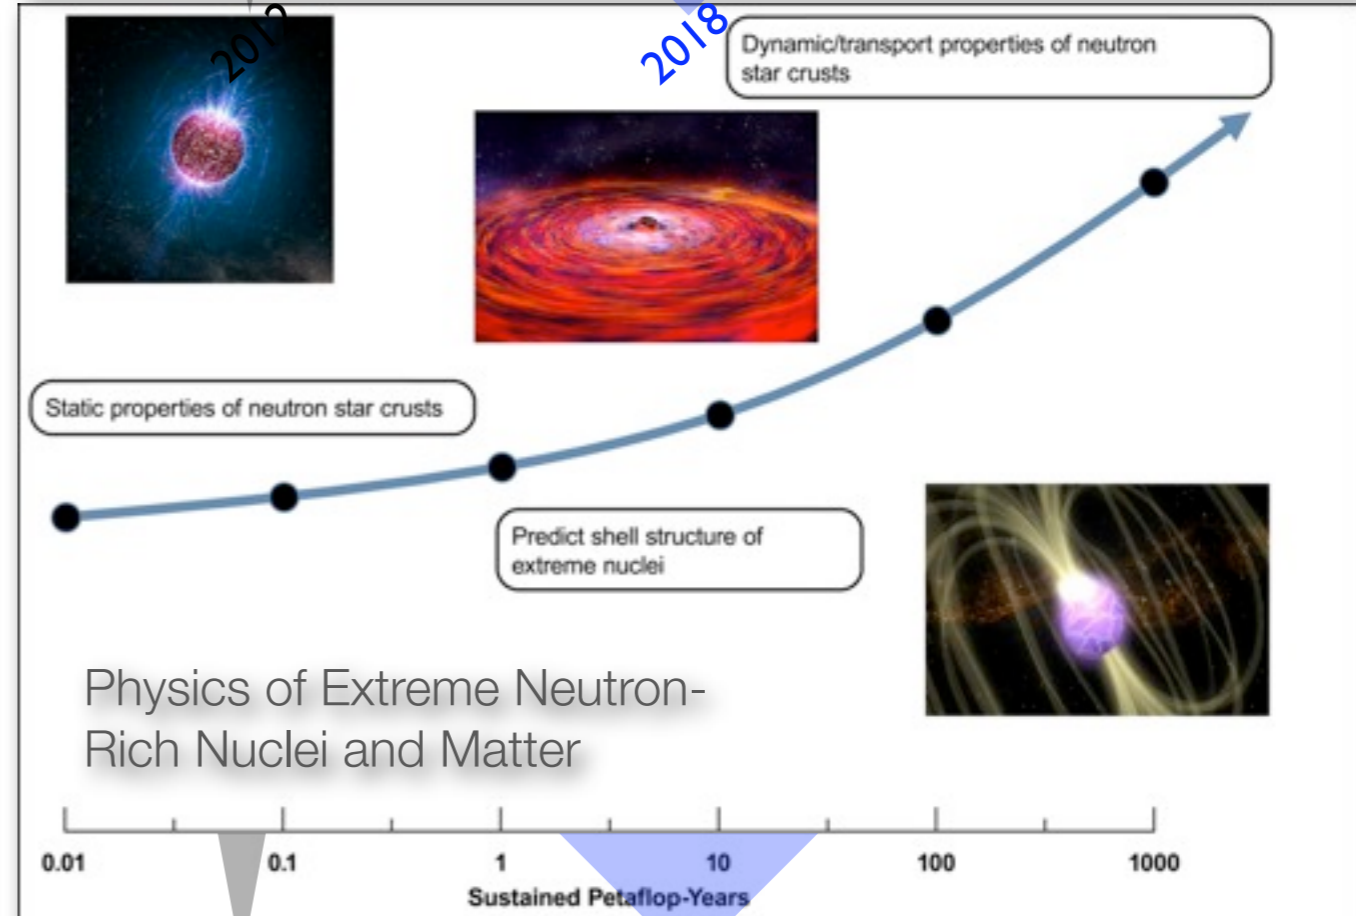 2012
2018
Dynamic/transport properties of neutron
star crusts
Static properties of neutron star crusts
Predict shell structure of
extreme nuclei
Physics of Extreme Neutron-
Rich Nuclei and Matter
0.01 0.1 1 10 100 1000
Sustained Petaflop-Years